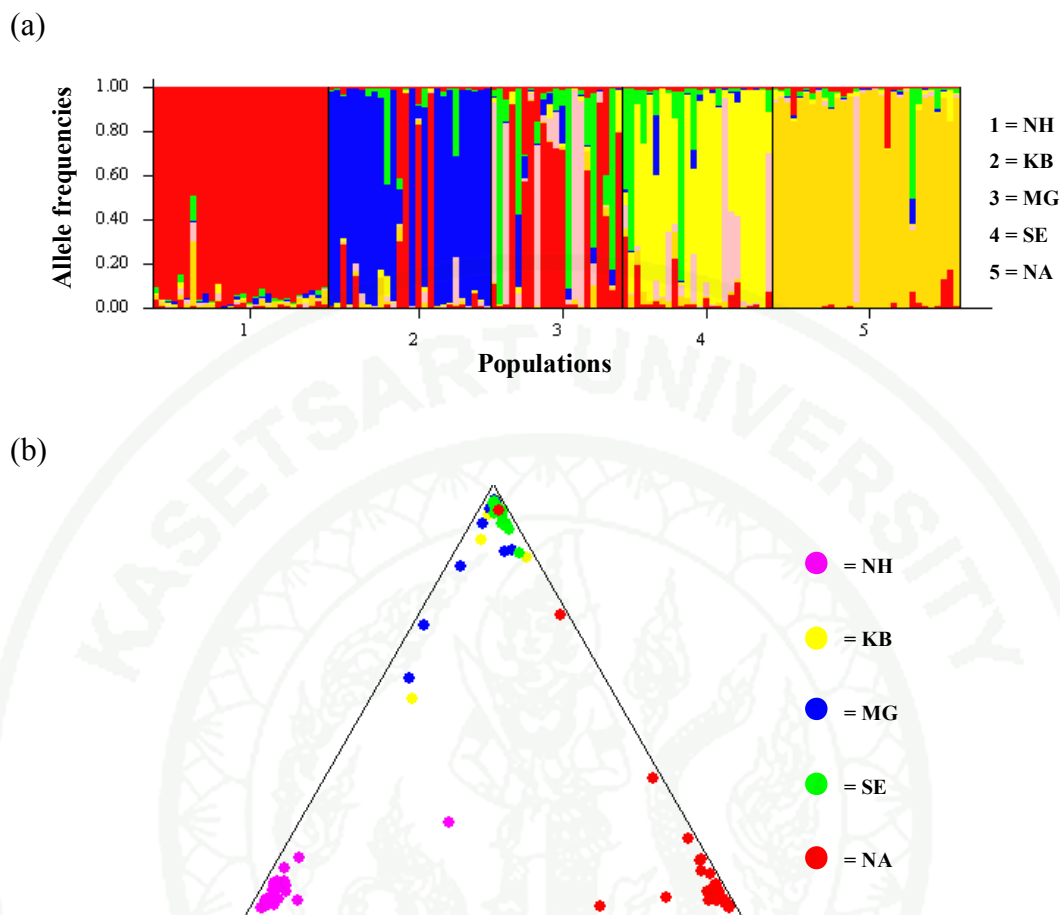 (a)
Allele frequencies
1.00
0.80
0.60
0.40
0.20
0.00
1
2
3
4
5
Populations
1 = NH
2 = KB
3 = MG
4 = SE
5 = NA
(b)
= NH
= KB
= MG
= SE
= NA
KASETSART UNIVERSITY